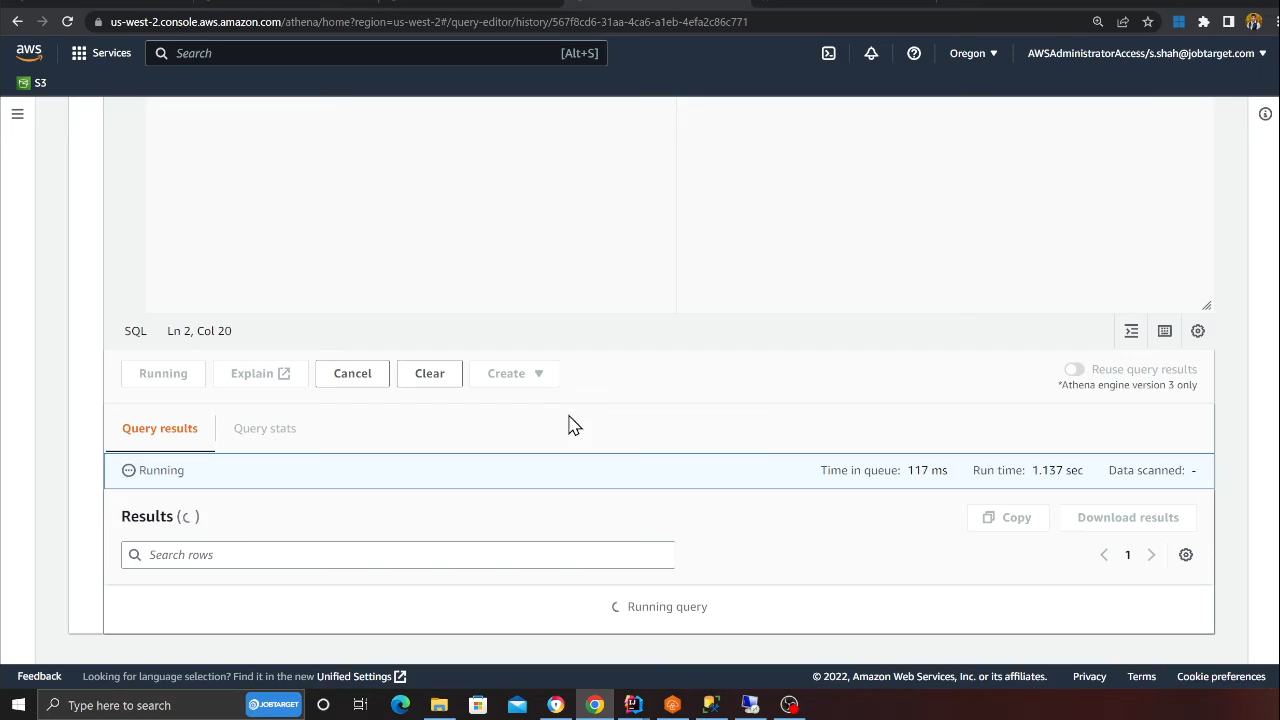 us-west-2.console.aws.amazon.com/athena/home?region=us-west-2#/query-editor/history/567f8cd6-31aa-4ca6-a1eb-4efa2c86c771
aws Services Search [Alt+S] Oregon AWSAdministratorAccess/s.shah@jobtarget.com
S3
SQL Ln 2, Col 20
Running Explain Cancel Clear Create Reuse query results
*Athena engine version 3 only
Query results Query stats
Running Time in queue: 117 ms Run time: 1.137 sec Data scanned: -
Results Copy Download results
Search rows 1
Running query
Feedback Looking for language selection? Find it in the new Unified Settings © 2022, Amazon Web Services, Inc. or its affiliates. Privacy Terms Cookie preferences
Type here to search JOBTARGET